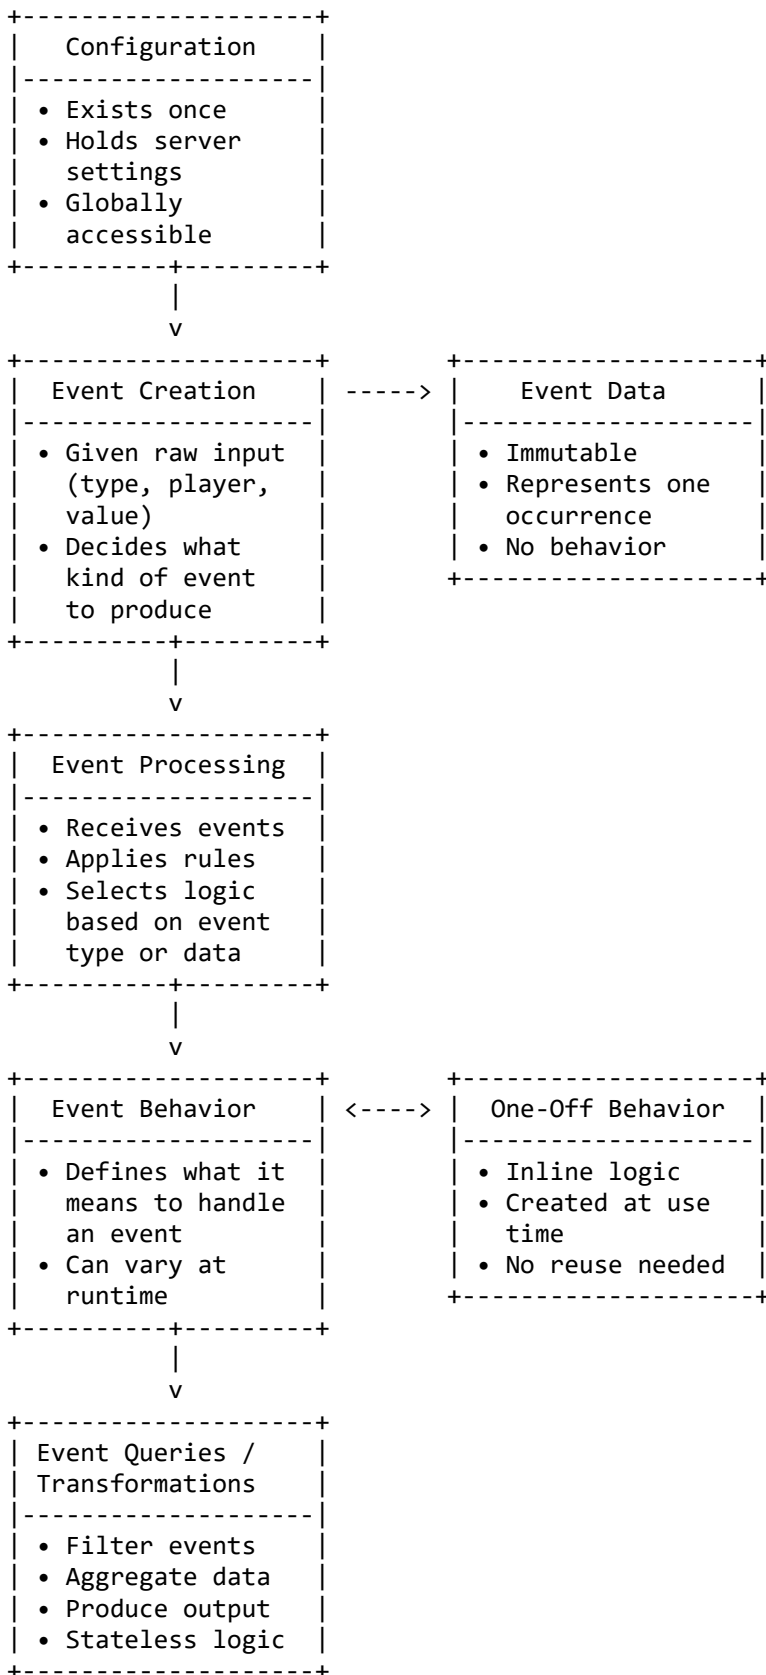 Configuration
• Exists once
• Holds server
settings
• Globally
accessible
Event Creation
• Given raw input
(type, player,
value)
• Decides what
kind of event
to produce
Event Data
• Immutable
• Represents one
occurrence
• No behavior
Event Processing
• Receives events
• Applies rules
• Selects logic
based on event
type or data
Event Behavior
• Defines what it
means to handle
an event
• Can vary at
runtime
One-Off Behavior
• Inline logic
• Created at use
time
• No reuse needed
Event Queries /
Transformations
• Filter events
• Aggregate data
• Produce output
• Stateless logic